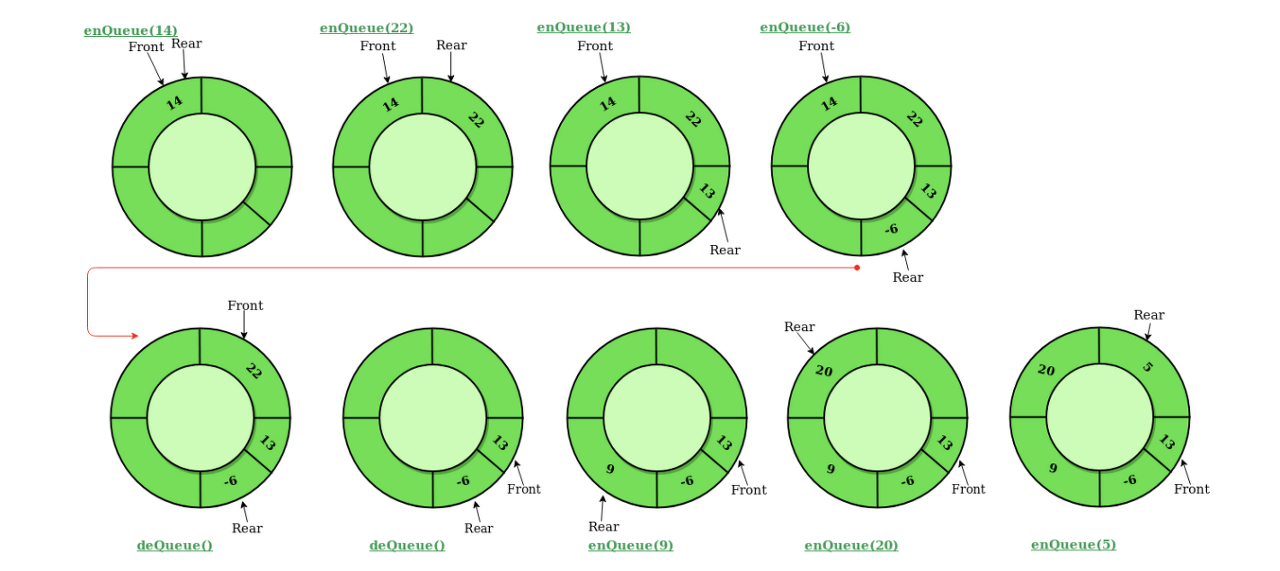 enQueue(14)
Front
Rear
14
enQueue(22)
Front
Rear
14
22
enQueue(13)
Front
14
22
13
Rear
enQueue(-6)
Front
14
22
13
-6
Rear
Front
22
13
-6
Rear
deQueue()
13
-6
Front
Rear
deQueue()
13
9
-6
Front
Rear
enQueue(9)
Rear
20
13
9
-6
Front
enQueue(20)
Rear
20
5
13
9
-6
Front
enQueue(5)